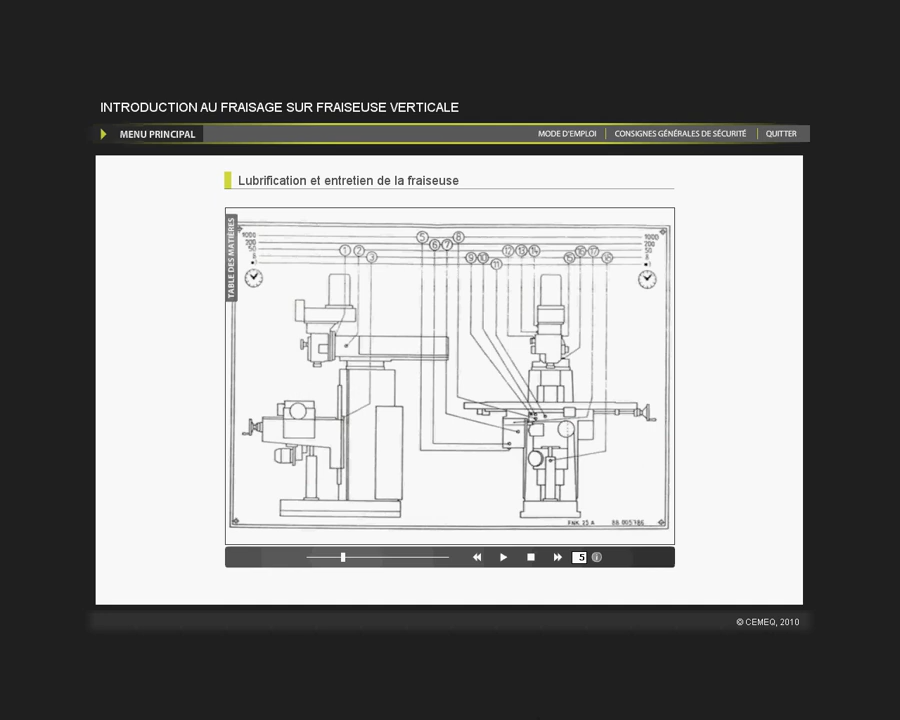 INTRODUCTION AU FRAISAGE SUR FRAISEUSE VERTICALE
MENU PRINCIPAL
MODE D'EMPLOI
CONSIGNES GÉNÉRALES DE SÉCURITÉ
QUITTER
Lubrification et entretien de la fraiseuse
TABLE DES MATIÈRES
1000
200
50
8
1000
200
50
8
5
8
6
7
1
2
3
9
10
11
12
13
14
15
16
17
18
FNK 25 A
5
© CEMEQ, 2010